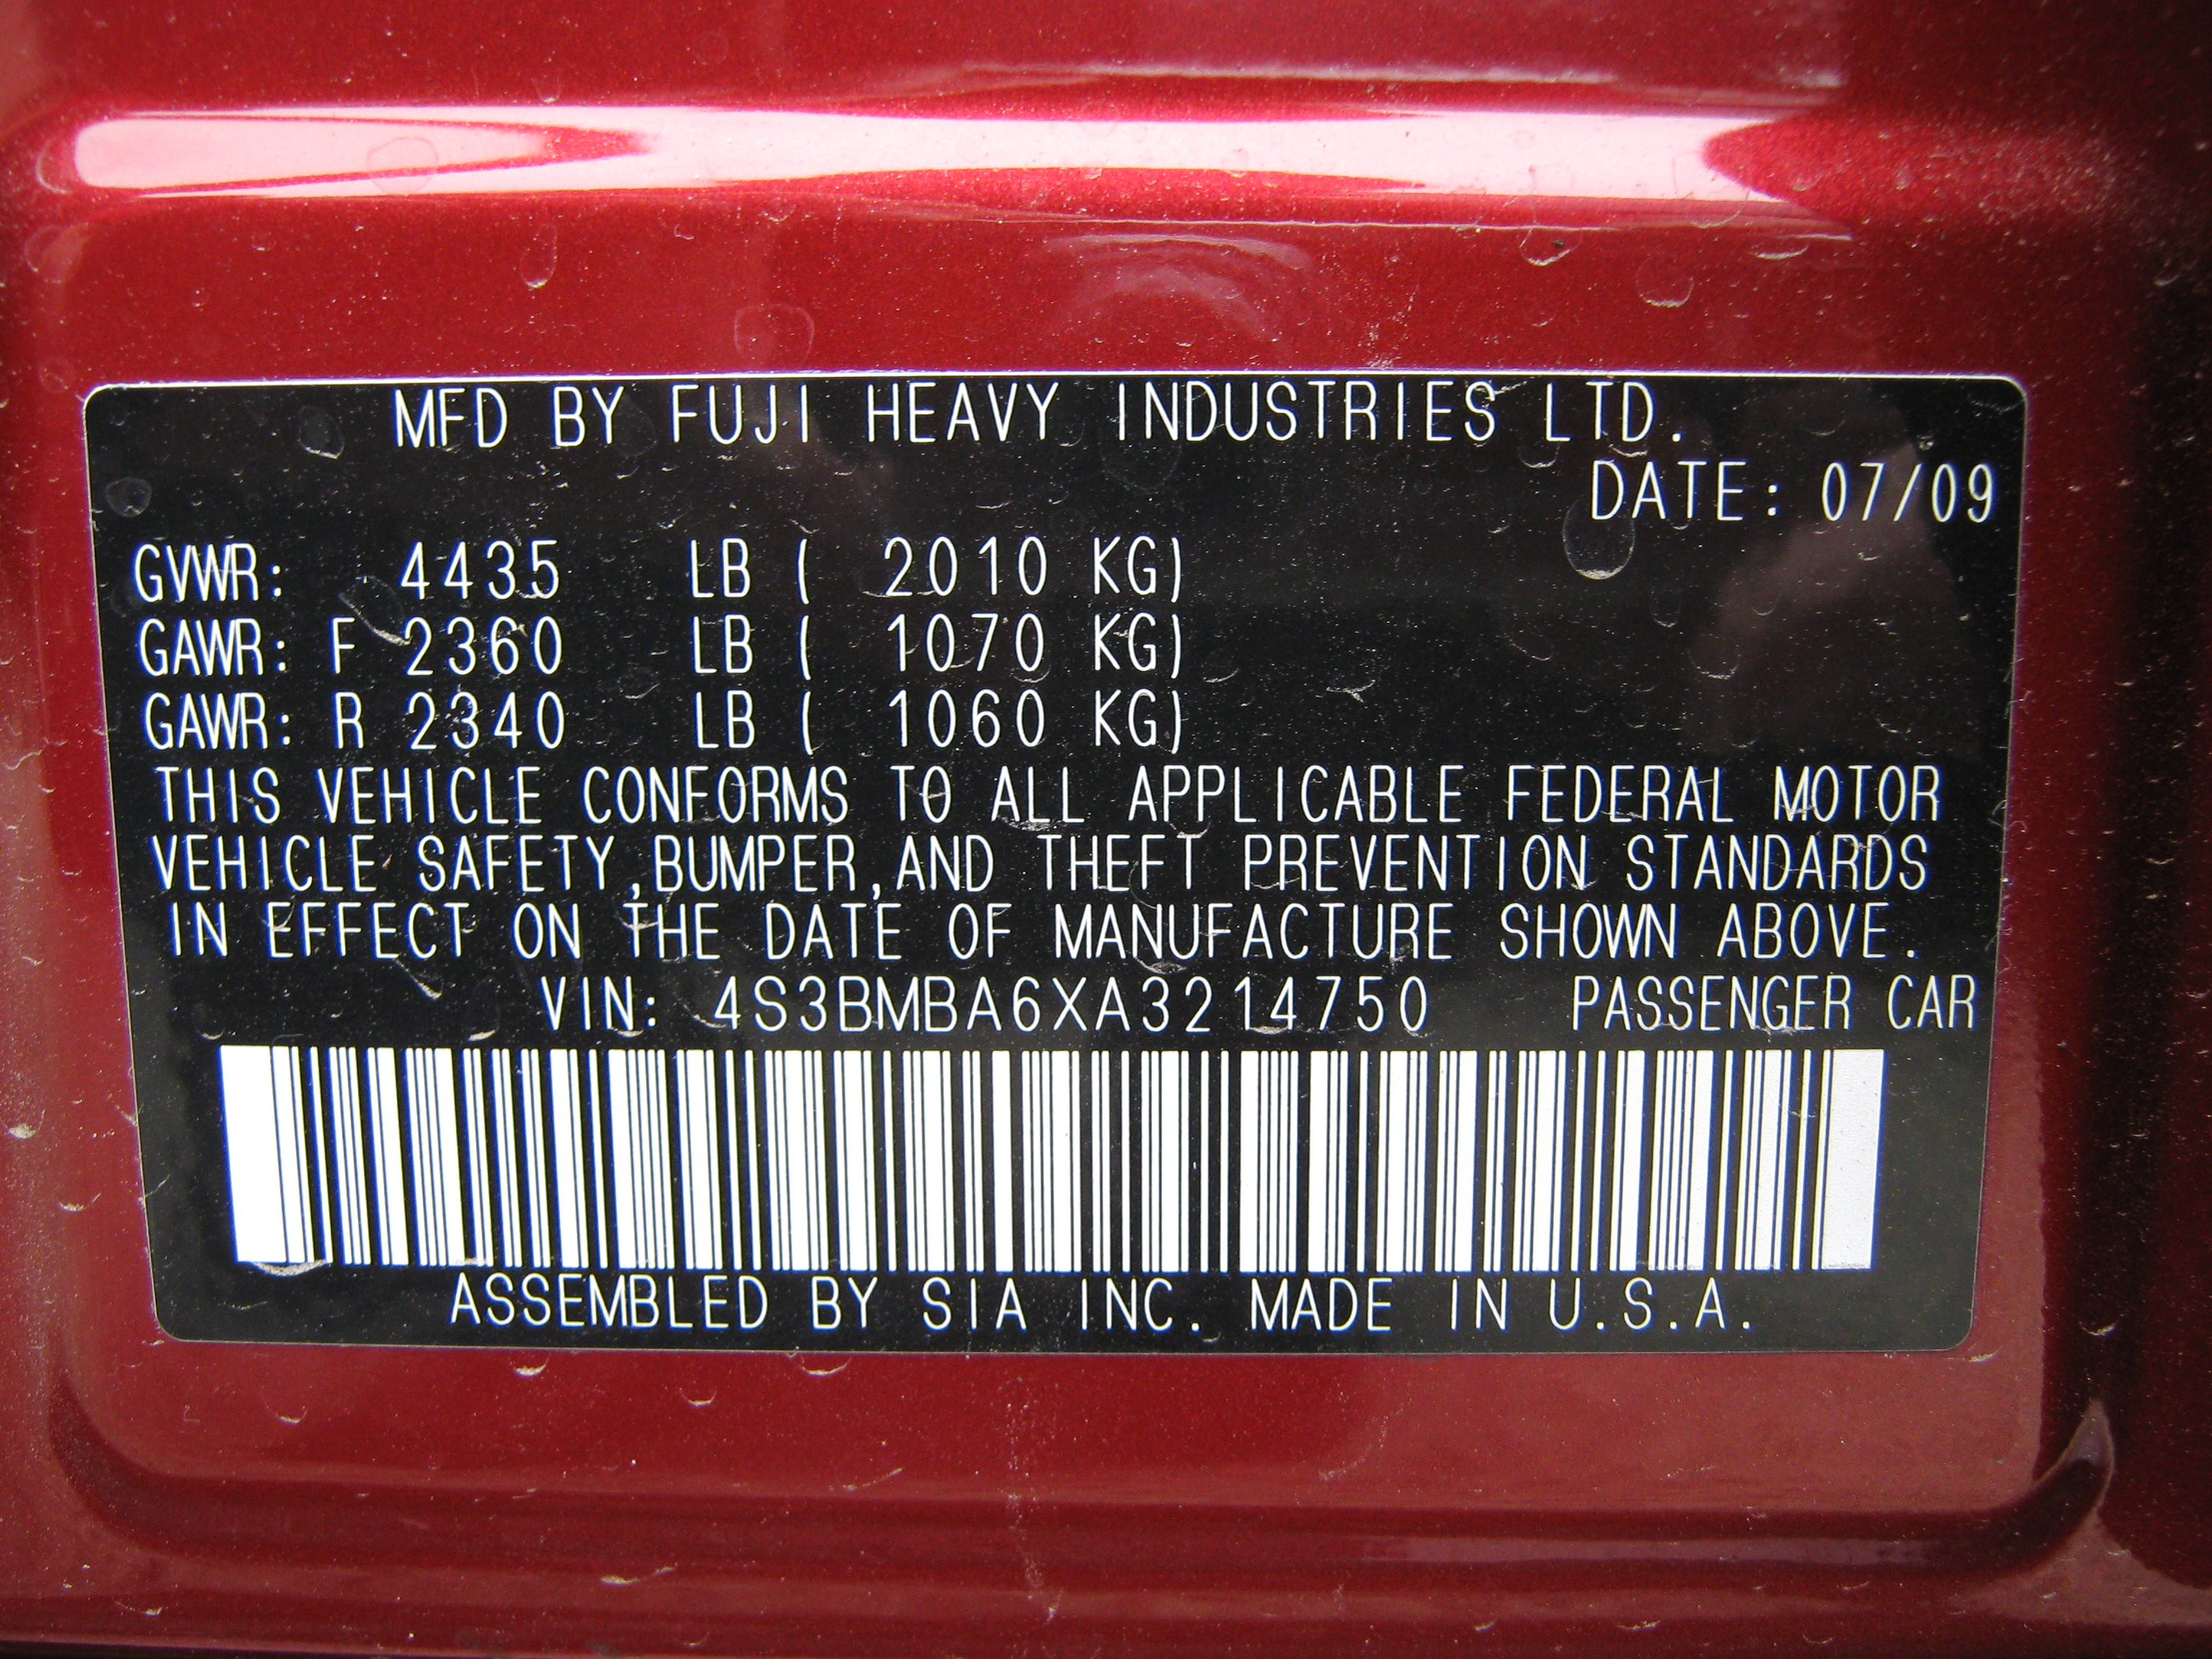 MFD BY FUJI HEAVY INDUSTRIES LTD.
DATE: 07/09
GVWR: 4435 LB ( 2010 KG)
GAWR: F 2360 LB ( 1070 KG)
GAWR: R 2340 LB ( 1060 KG)
THIS VEHICLE CONFORMS TO ALL APPLICABLE FEDERAL MOTOR
VEHICLE SAFETY,BUMPER,AND THEFT PREVENTION STANDARDS
IN EFFECT ON THE DATE OF MANUFACTURE SHOWN ABOVE.
VIN: 4S3BMBA6XA3214750 PASSENGER CAR
ASSEMBLED BY SIA INC. MADE IN U.S.A.